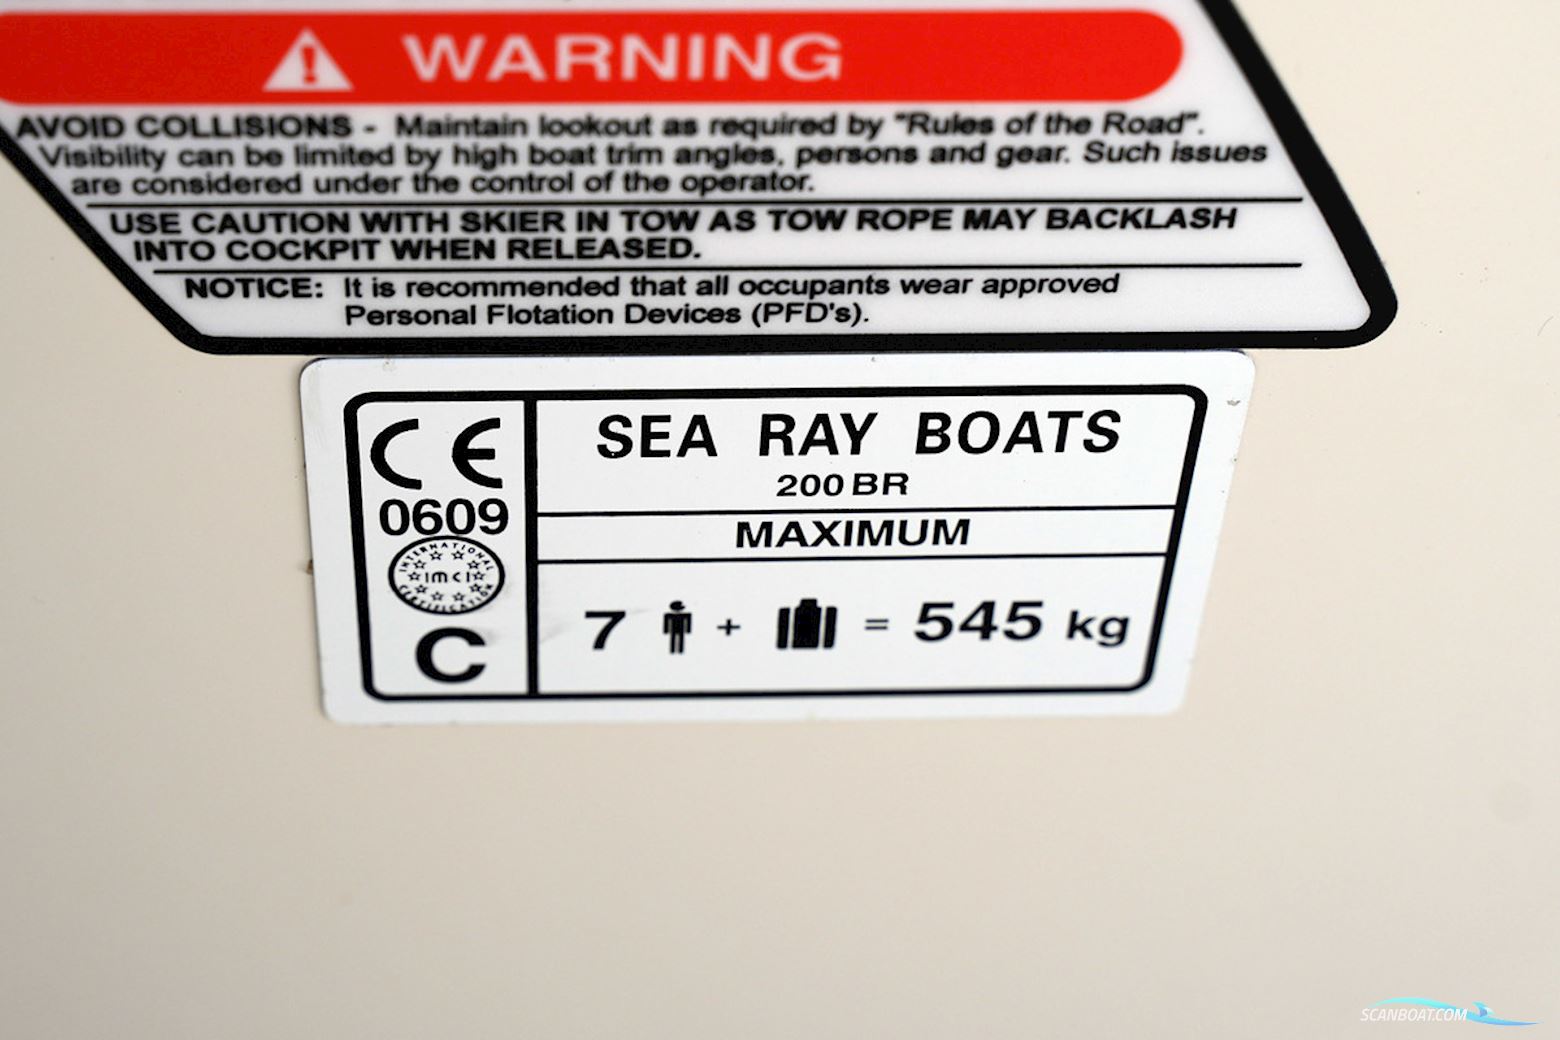 WARNING
AVOID COLLISIONS - Maintain lookout as required by "Rules of the Road".
Visibility can be limited by high boat trim angles, persons and gear. Such issues
are considered under the control of the operator.
USE CAUTION WITH SKIER IN TOW AS TOW ROPE MAY BACKLASH
INTO COCKPIT WHEN RELEASED.
NOTICE: It is recommended that all occupants wear approved
Personal Flotation Devices (PFD's).
CE
0609
INTERNATIONAL
IMCI
CERTIFICATION
C
SEA RAY BOATS
200 BR
MAXIMUM
7 + = 545 kg
SCANBOAT.COM